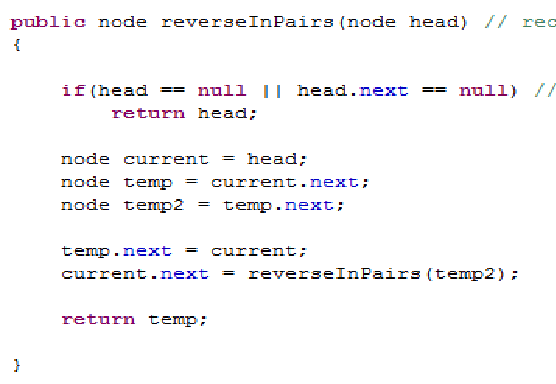 public node reverseInPairs(node head) // rec
{
if(head == null || head.next == null) //
return head;
node current = head;
node temp = current.next;
node temp2 = temp.next;
temp.next = current;
current.next = reverseInPairs(temp2);
return temp;
}